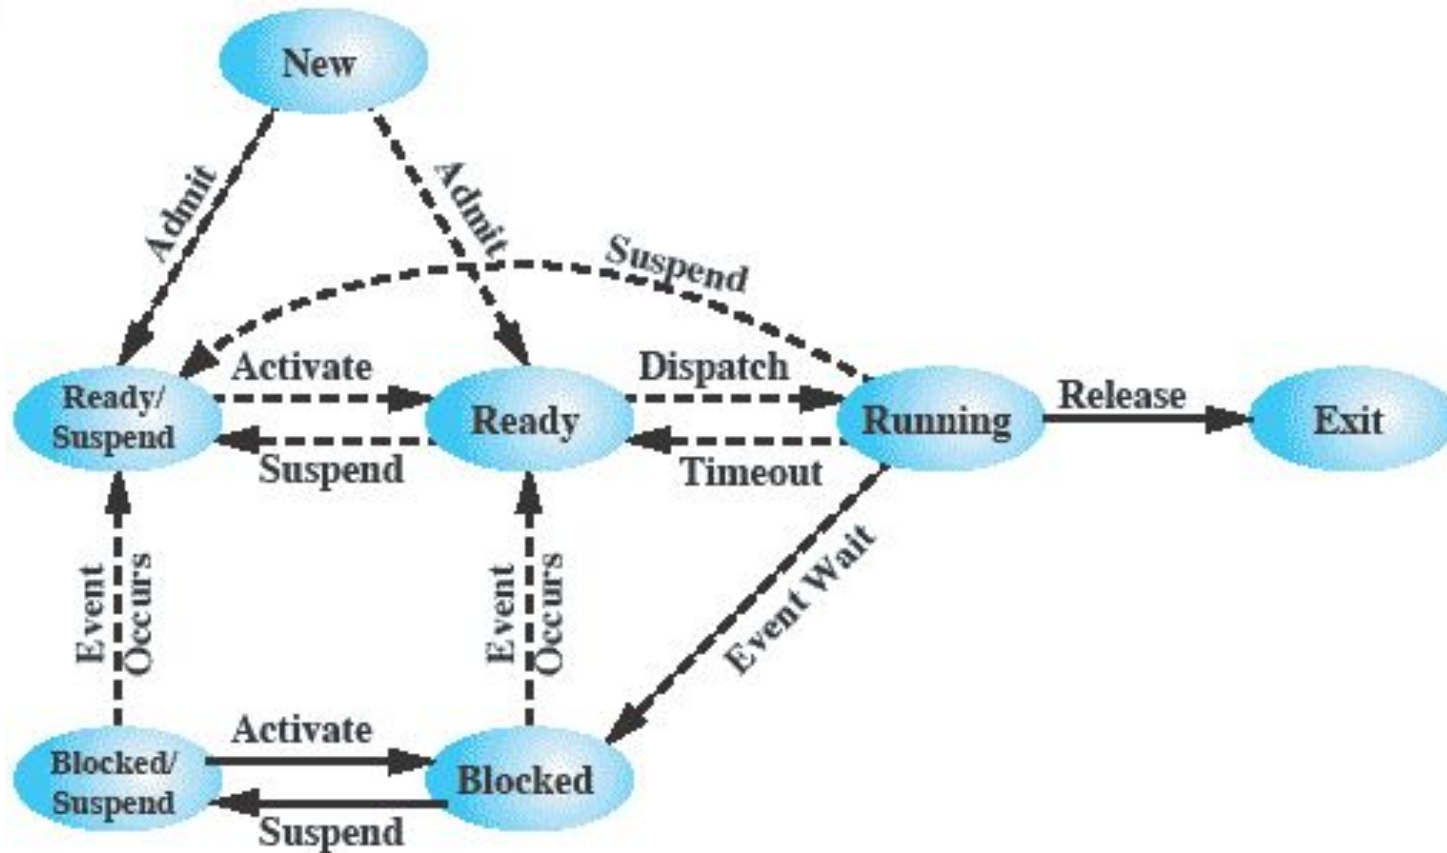 New
Admit
Admit
Suspend
Ready/
Suspend
Activate
Suspend
Ready
Dispatch
Timeout
Running
Release
Exit
Event
Occurs
Event
Occurs
Event Wait
Blocked/
Suspend
Activate
Suspend
Blocked